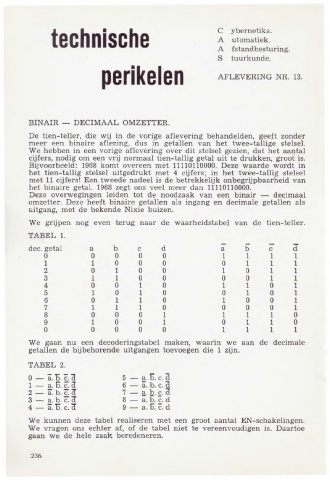 technische
perikelen
C ybernetika.
A utomatiek.
A fstandbesturing.
S tuurkunde.
AFLEVERING NR. 13.
BINAIR — DECIMAAL OMZETTER.
De tien-teller, die wij in de vorige aflevering behandelden, geeft zonder
meer een binaire aflezing, dus in getallen van het twee-tallige stelsel.
We hebben in een vorige aflevering over dit stelsel gezien, dat het aantal
cijfers, nodig om een vrij normaal tien-tallig getal uit te drukken, groot is.
Bijvoorbeeld: 1968 komt overeen met 11110110000. Deze waarde wordt in
het tien-tallig stelsel uitgedrukt met 4 cijfers; in het twee-tallig stelsel
met 11 cijfers! Een tweede nadeel is de betrekkelijk onbegrijpbaarheid van
het binaire getal. 1968 zegt ons veel meer dan 11110110000.
Deze overwegingen leidden tot de noodzaak van een binair — decimaal
omzetter. Deze heeft binaire getallen als ingang en decimale getallen als
uitgang, met de bekende Nixie buizen.
We grijpen nog even terug naar de waarheidstabel van de tien-teller.
TABEL 1.
dec. getal a b c d a̅ b̅ c̅ d̅
0 0 0 0 0 1 1 1 1
1 1 0 0 0 0 1 1 1
2 0 1 0 0 1 0 1 1
3 1 1 0 0 0 0 1 1
4 0 0 1 0 1 1 0 1
5 1 0 1 0 0 1 0 1
6 0 1 1 0 1 0 0 1
7 1 1 1 0 0 0 0 1
8 0 0 0 1 1 1 1 0
9 1 0 0 1 0 1 1 0
0 0 0 0 0 1 1 1 1
We gaan nu een decoderingstabel maken, waarin we aan de decimale
getallen de bijbehorende uitgangen toevoegen die 1 zijn.
TABEL 2.
0 — a̅. b̅. c̅. d̅ 5 — a. b̅. c. d̅
1 — a. b̅. c̅. d̅ 6 — a̅. b. c. d̅
2 — a̅. b. c̅. d̅ 7 — a. b. c. d̅
3 — a. b. c̅. d̅ 8 — a̅. b̅. c̅. d
4 — a̅. b̅. c. d̅ 9 — a. b̅. c̅. d
We kunnen deze tabel realiseren met een groot aantal EN-schakelingen.
We vragen ons echter af, of de tabel niet te vereenvoudigen is. Daartoe
gaan we de hele zaak beredeneren.
236